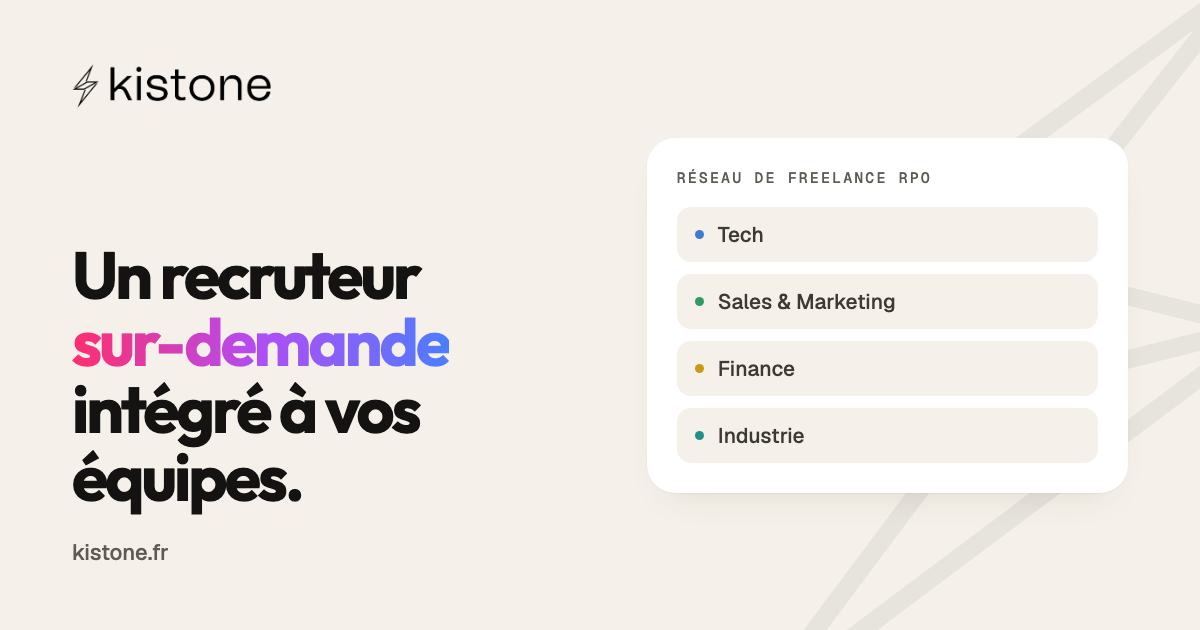 kistone
Un recruteur
sur-demande
intégré à vos
équipes.
kistone.fr
RÉSEAU DE FREELANCE RPO
Tech
Sales & Marketing
Finance
Industrie